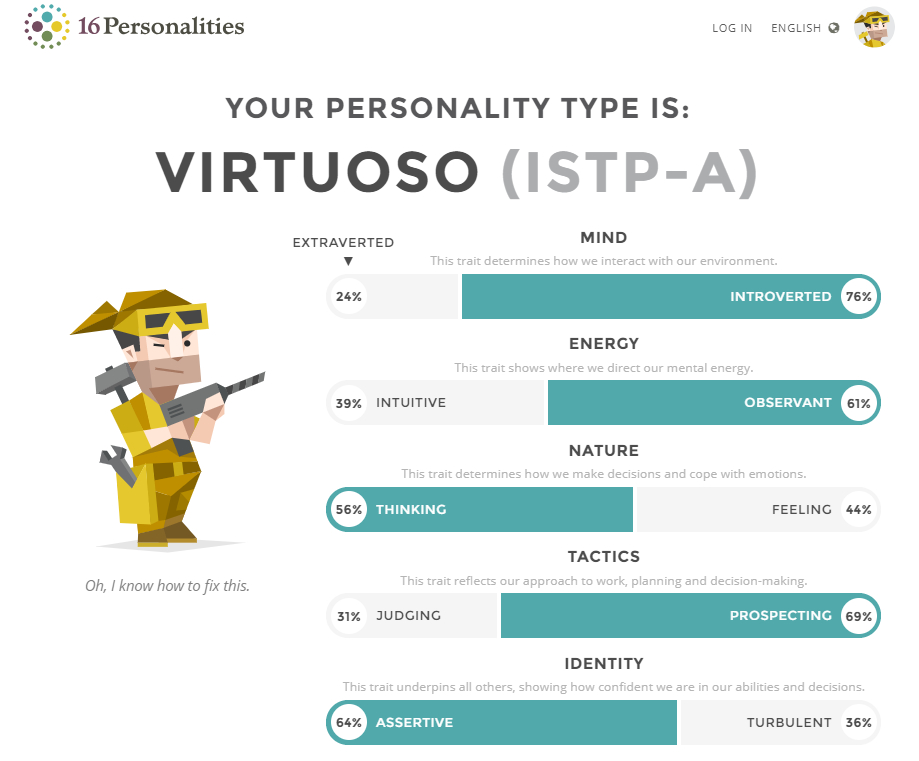 16Personalities
LOG IN
ENGLISH
YOUR PERSONALITY TYPE IS:
VIRTUOSO (ISTP-A)
EXTRAVERTED
MIND
This trait determines how we interact with our environment.
24% INTROVERTED 76%
ENERGY
This trait shows where we direct our mental energy.
39% INTUITIVE OBSERVANT 61%
NATURE
This trait determines how we make decisions and cope with emotions.
56% THINKING FEELING 44%
TACTICS
This trait reflects our approach to work, planning and decision-making.
31% JUDGING PROSPECTING 69%
IDENTITY
This trait underpins all others, showing how confident we are in our abilities and decisions.
64% ASSERTIVE TURBULENT 36%
Oh, I know how to fix this.